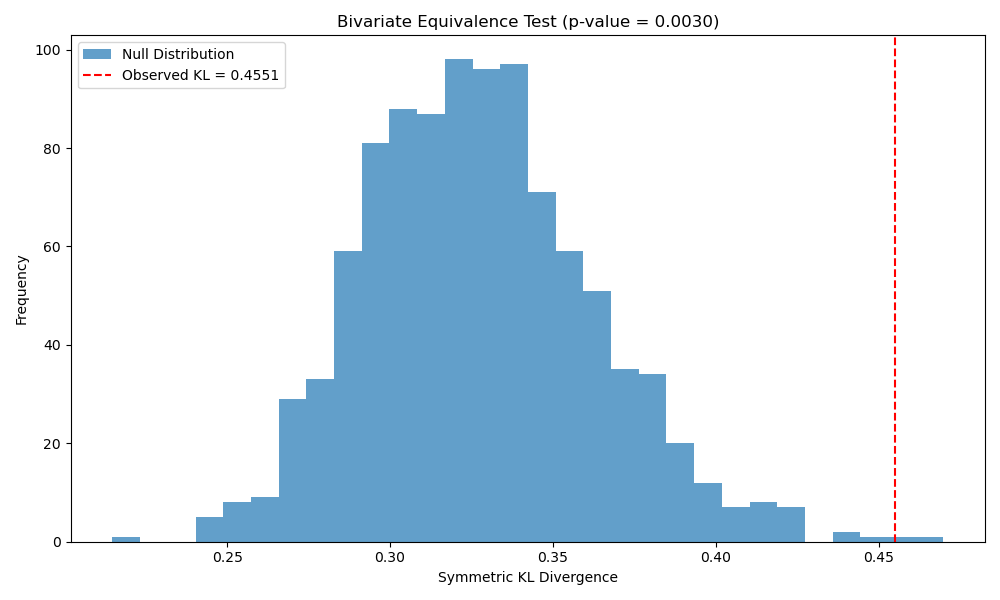 Bivariate Equivalence Test (p-value = 0.0030)
Null Distribution
Observed KL = 0.4551
100
80
60
40
20
0
Frequency
0.25
0.30
0.35
0.40
0.45
Symmetric KL Divergence